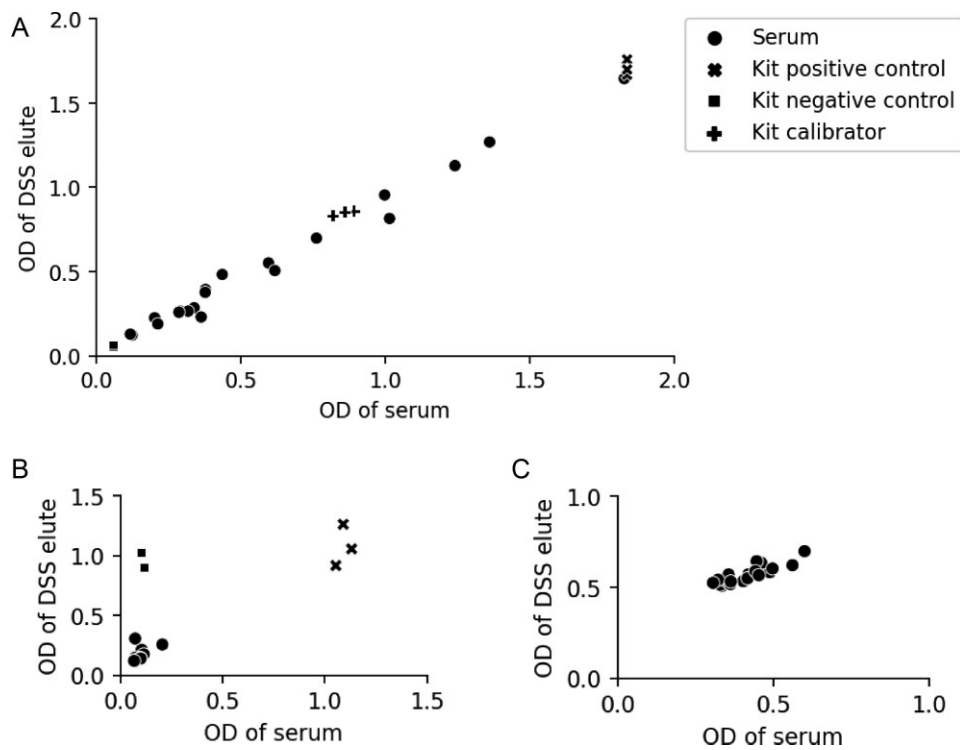 A
2.0
1.5
1.0
0.5
0.0
OD of DSS elute
0.0 0.5 1.0 1.5 2.0
OD of serum
Serum
Kit positive control
Kit negative control
Kit calibrator
B
1.5
1.0
0.5
0.0
OD of DSS elute
0.0 0.5 1.0 1.5
OD of serum
C
1.0
0.5
0.0
OD of DSS elute
0.0 0.5 1.0
OD of serum